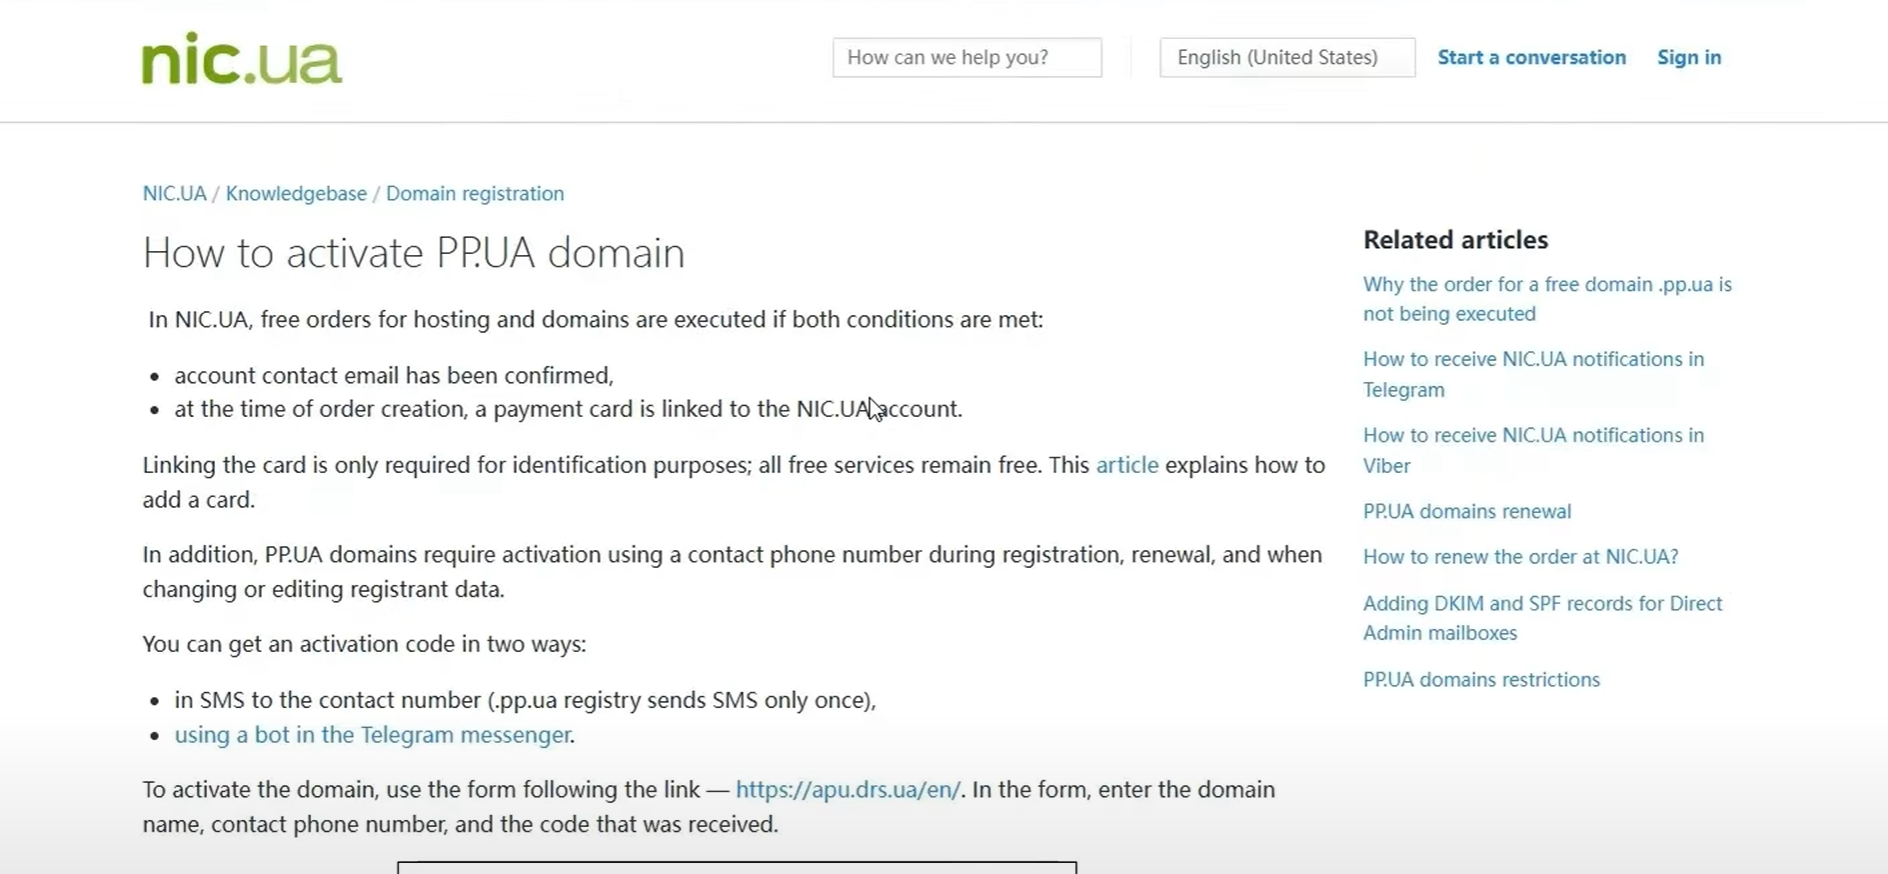 nic.ua
How can we help you?
English (United States)
Start a conversation
Sign in
NIC.UA / Knowledgebase / Domain registration
How to activate PP.UA domain
In NIC.UA, free orders for hosting and domains are executed if both conditions are met:
• account contact email has been confirmed,
• at the time of order creation, a payment card is linked to the NIC.UA account.
Linking the card is only required for identification purposes; all free services remain free. This article explains how to
add a card.
In addition, PP.UA domains require activation using a contact phone number during registration, renewal, and when
changing or editing registrant data.
You can get an activation code in two ways:
• in SMS to the contact number (.pp.ua registry sends SMS only once),
• using a bot in the Telegram messenger.
To activate the domain, use the form following the link — https://apu.drs.ua/en/. In the form, enter the domain
name, contact phone number, and the code that was received.
Related articles
Why the order for a free domain .pp.ua is
not being executed
How to receive NIC.UA notifications in
Telegram
How to receive NIC.UA notifications in
Viber
PP.UA domains renewal
How to renew the order at NIC.UA?
Adding DKIM and SPF records for Direct
Admin mailboxes
PP.UA domains restrictions